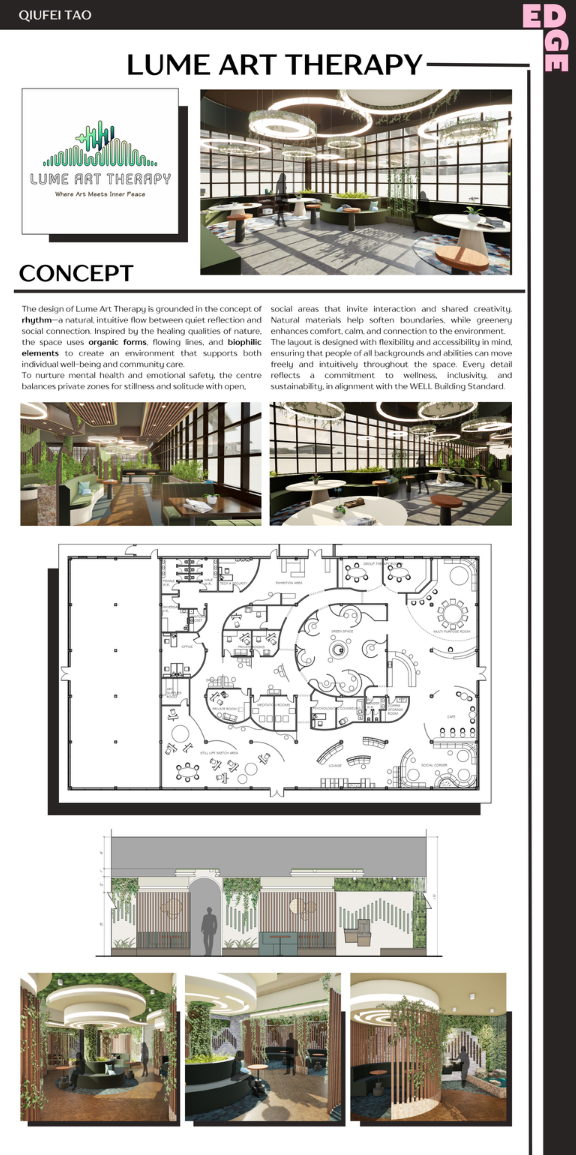 QIUFEI TAO
EDGE
LUME ART THERAPY
LUME ART THERAPY
Where Art Meets Inner Peace
CONCEPT
The design of Lume Art Therapy is grounded in the concept of
rhythm—a natural, intuitive flow between quiet reflection and
social connection. Inspired by the healing qualities of nature,
the space uses organic forms, flowing lines, and biophilic
elements to create an environment that supports both
individual well-being and community care.
To nurture mental health and emotional safety, the centre
balances private zones for stillness and solitude with open,
social areas that invite interaction and shared creativity.
Natural materials help soften boundaries, while greenery
enhances comfort, calm, and connection to the environment.
The layout is designed with flexibility and accessibility in mind,
ensuring that people of all backgrounds and abilities can move
freely and intuitively throughout the space. Every detail
reflects a commitment to wellness, inclusivity, and
sustainability, in alignment with the WELL Building Standard.
EXHIBITION AREA
MULTI-PURPOSE ROOM
GREEN OFFICE
OFFICE
PRIVATE ROOM
MEDITATION ROOM
STILL LIFE SKETCH AREA
LOUNGE
CAFE
SOCIAL CORNER